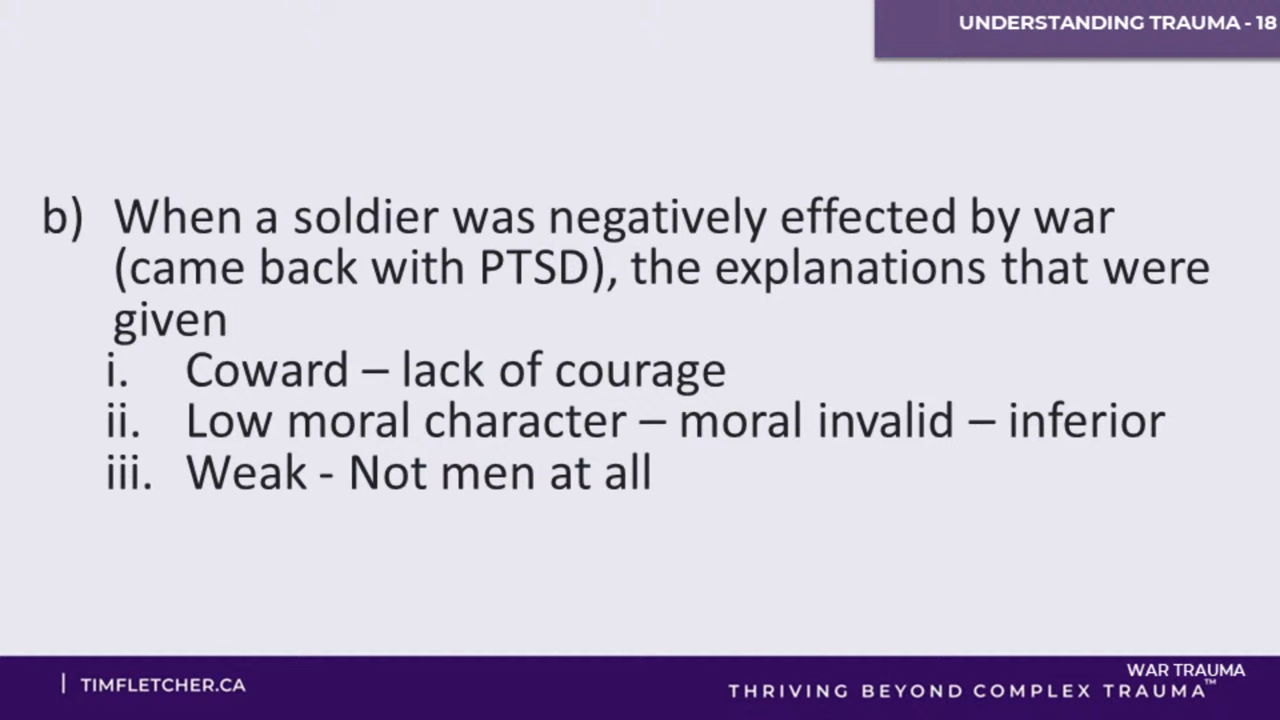 UNDERSTANDING TRAUMA - 18
b) When a soldier was negatively effected by war
(came back with PTSD), the explanations that were
given
i. Coward – lack of courage
ii. Low moral character – moral invalid – inferior
iii. Weak - Not men at all
| TIMFLETCHER.CA
WAR TRAUMA
THRIVING BEYOND COMPLEX TRAUMA™